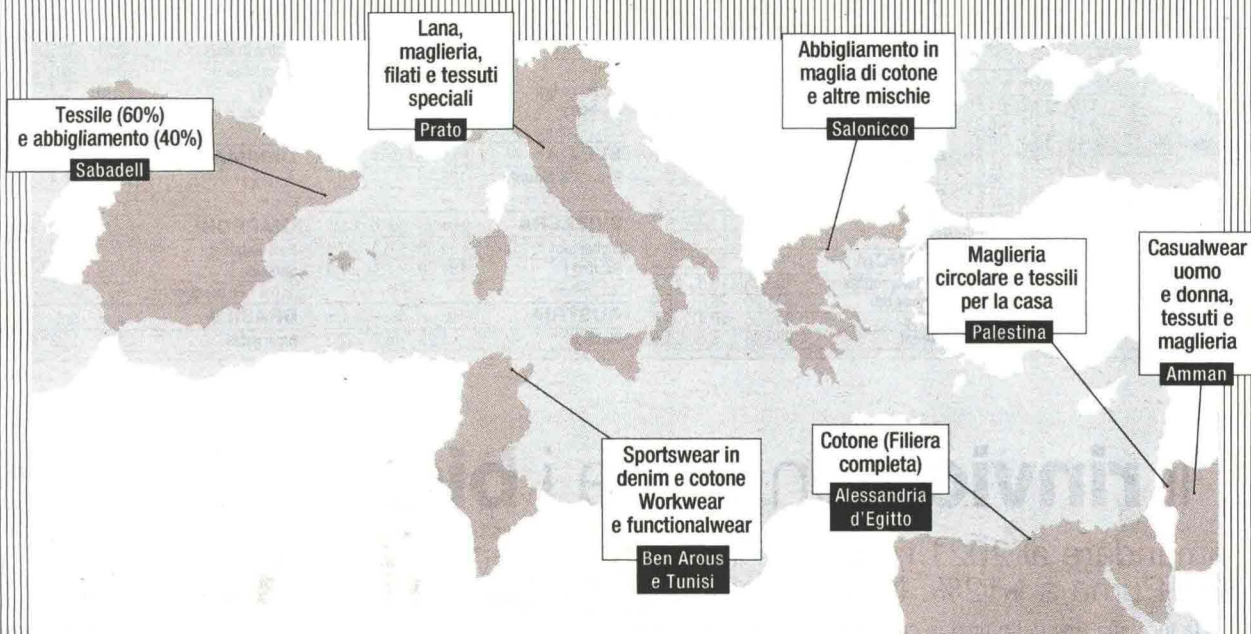 Lana,
maglieria,
filati e tessuti
speciali
Prato
Abbigliamento in
maglia di cotone
e altre mischie
Salonicco
Tessile (60%)
e abbigliamento (40%)
Sabadell
Maglieria
circolare e tessili
per la casa
Palestina
Casualwear
uomo
e donna,
tessuti e
maglieria
Amman
Sportswear in
denim e cotone
Workwear
e functionalwear
Ben Arous
e Tunisi
Cotone (Filiera
completa)
Alessandria
d'Egitto